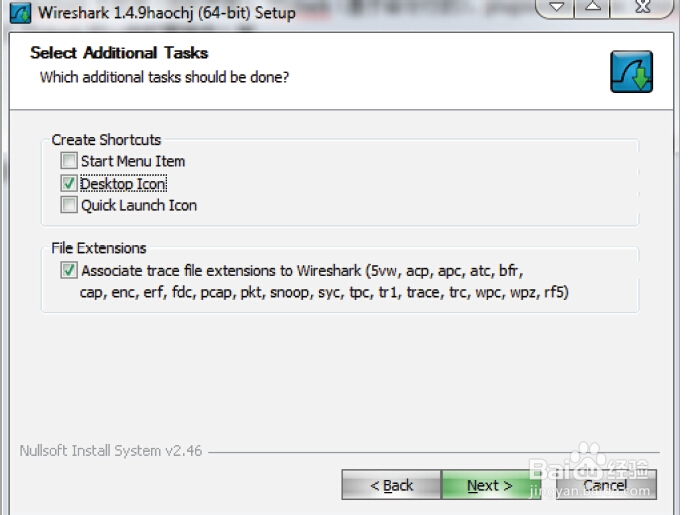 Wireshark 1.4.9haochj (64-bit) Setup
Select Additional Tasks
Which additional tasks should be done?
Create Shortcuts
Start Menu Item
Desktop Icon
Quick Launch Icon
File Extensions
Associate trace file extensions to Wireshark (5vw, acp, apc, atc, bfr,
cap, enc, erf, fdc, pcap, pkt, snoop, syc, tpc, tr1, trace, trc, wpc, wpz, rf5)
Nullsoft Install System v2.46
< Back
Next >
Cancel
Baidu经验
jingyan.baidu.com